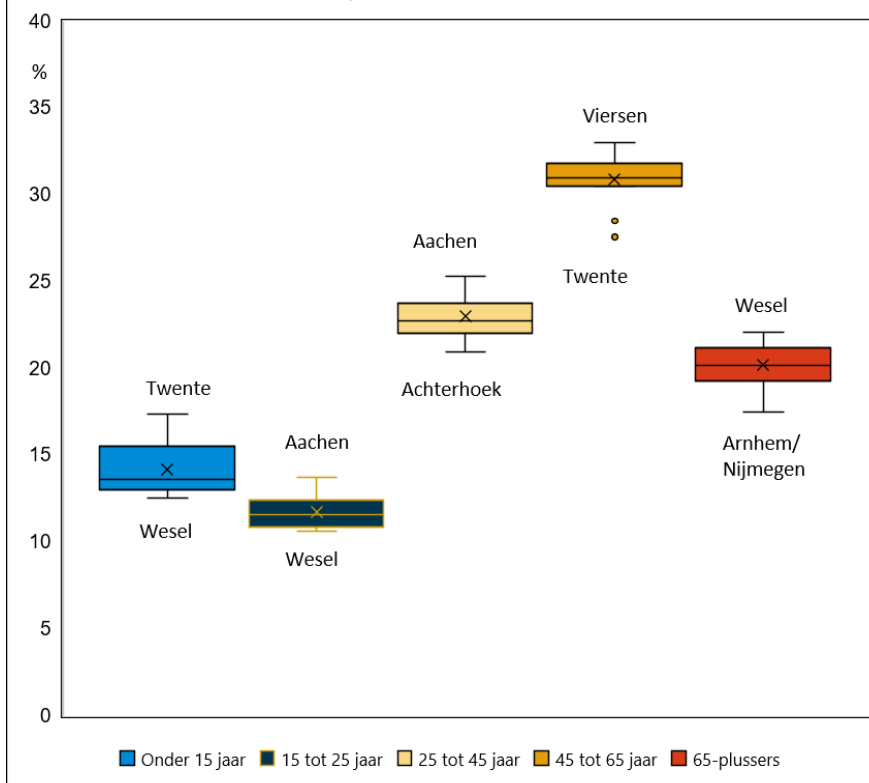 40
%
35
30
25
20
15
10
5
0
Twente
Wesel
Aachen
Wesel
Aachen
Achterhoek
Viersen
Twente
Wesel
Arnhem/
Nijmegen
Onder 15 jaar 15 tot 25 jaar 25 tot 45 jaar 45 tot 65 jaar 65-plussers